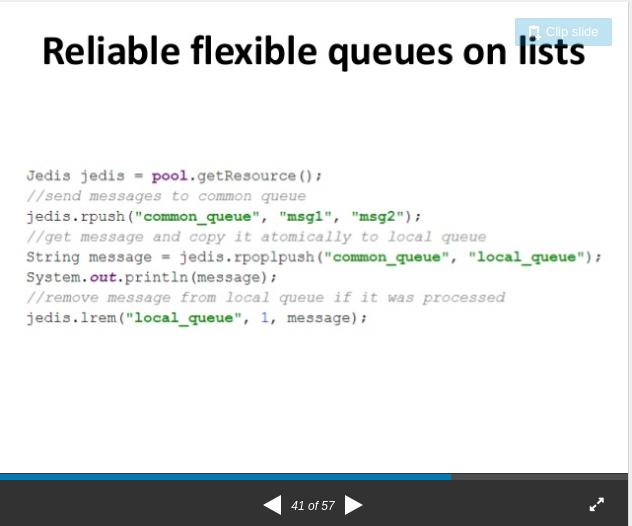 Clip slide
Reliable flexible queues on lists
Jedis jedis = pool.getResource();
//send messages to common queue
jedis.rpush("common_queue", "msg1", "msg2");
//get message and copy it atomically to local queue
String message = jedis.rpoplpush("common_queue", "local_queue");
System.out.println(message);
//remove message from local queue if it was processed
jedis.lrem("local_queue", 1, message);
41 of 57